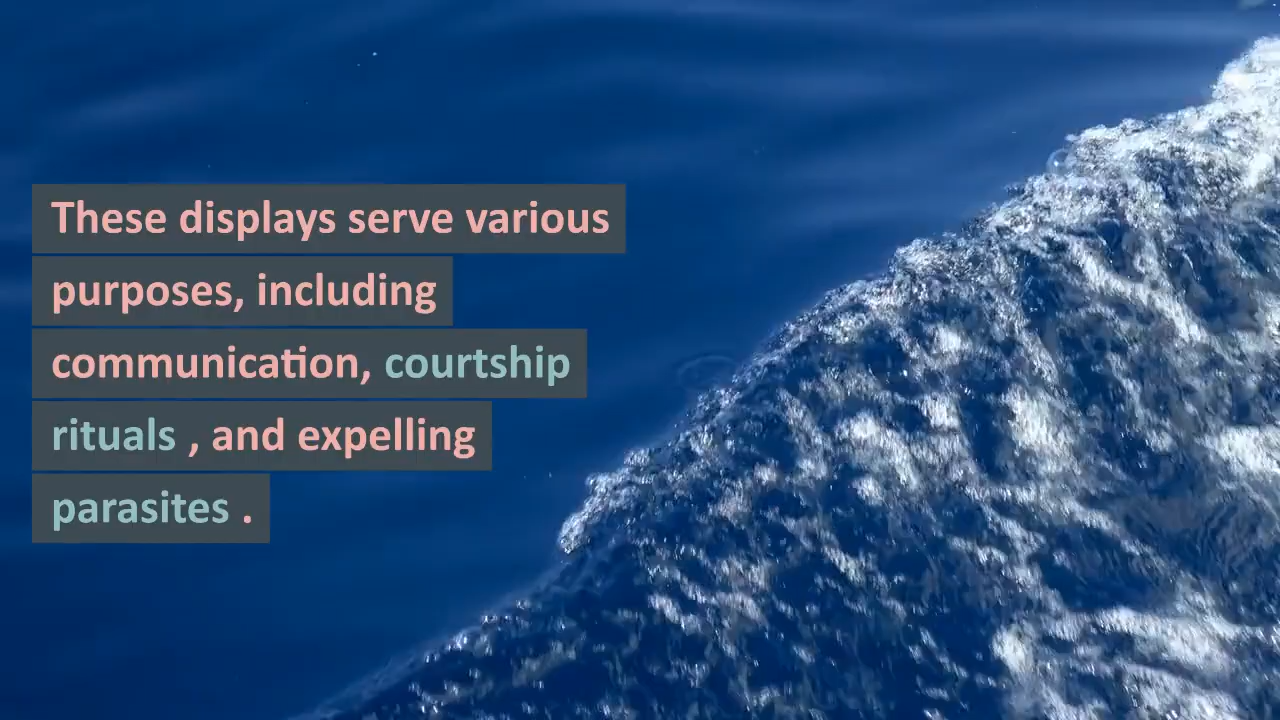 These displays serve various
purposes, including
communication, courtship
rituals , and expelling
parasites .